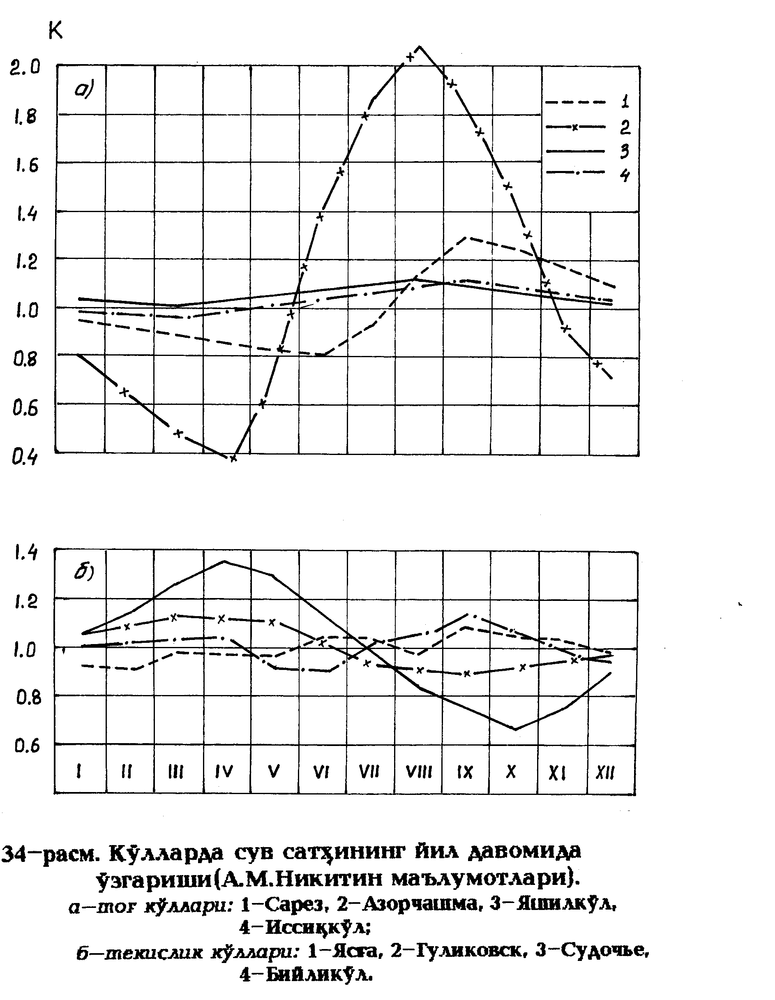 K
2.0
а)
1
1.8
2
3
1.6
4
1.4
1.2
1.0
0.8
0.6
0.4
1.4
б)
1.2
1.0
0.8
0.6
I II III IV V VI VII VIII IX X XI XII
34–расм. Кўлларда сув сатҳининг йил давомида
ўзгариши(А.М.Никитин маълумотлари).
а–тоғ кўллари: 1–Сарез, 2–Азорчашма, 3–Яшилкўл,
4–Иссиқкўл;
б–текислик кўллари: 1–Ясға, 2–Гуликовск, 3–Судочье,
4–Бийликўл.